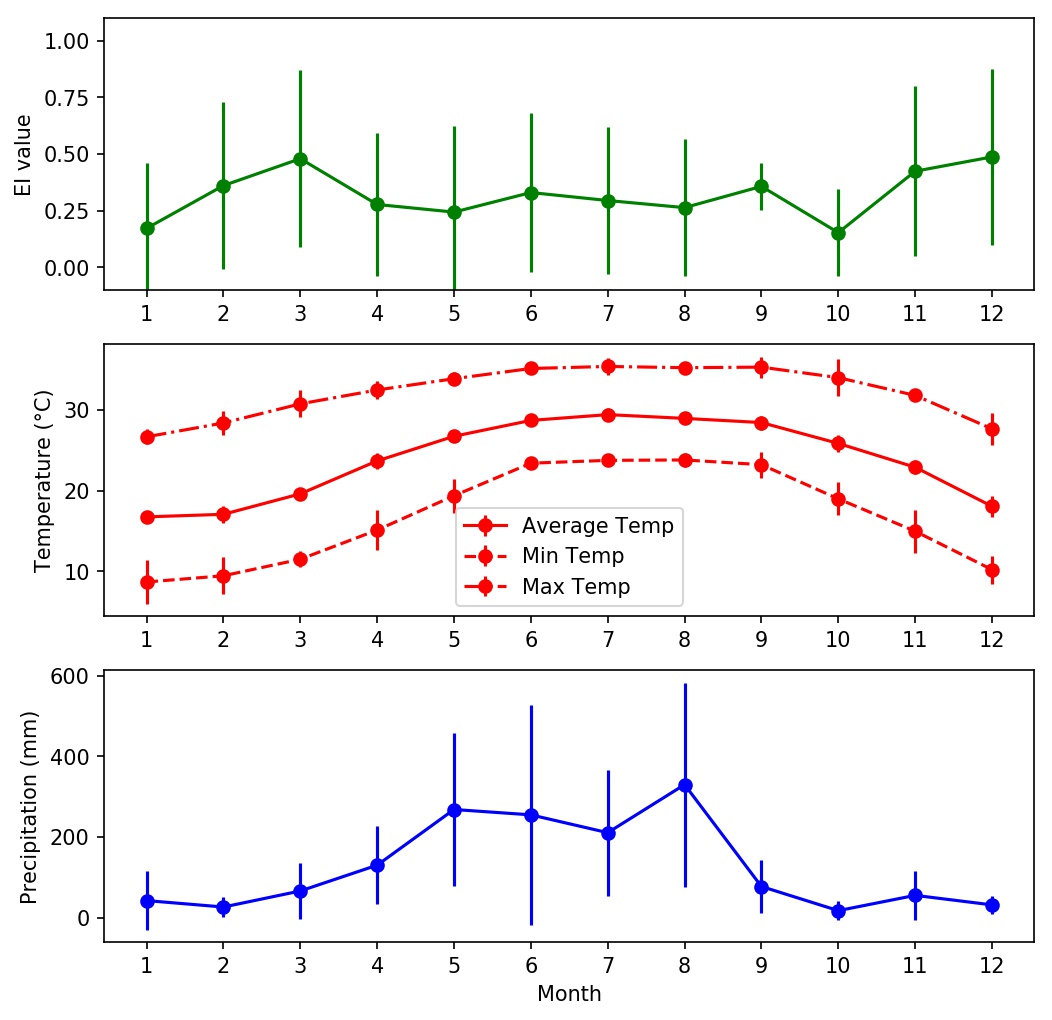 EI value
1.00
0.75
0.50
0.25
0.00
1 2 3 4 5 6 7 8 9 10 11 12
Temperature (°C)
30
20
10
Average Temp
Min Temp
Max Temp
1 2 3 4 5 6 7 8 9 10 11 12
Precipitation (mm)
600
400
200
0
1 2 3 4 5 6 7 8 9 10 11 12
Month